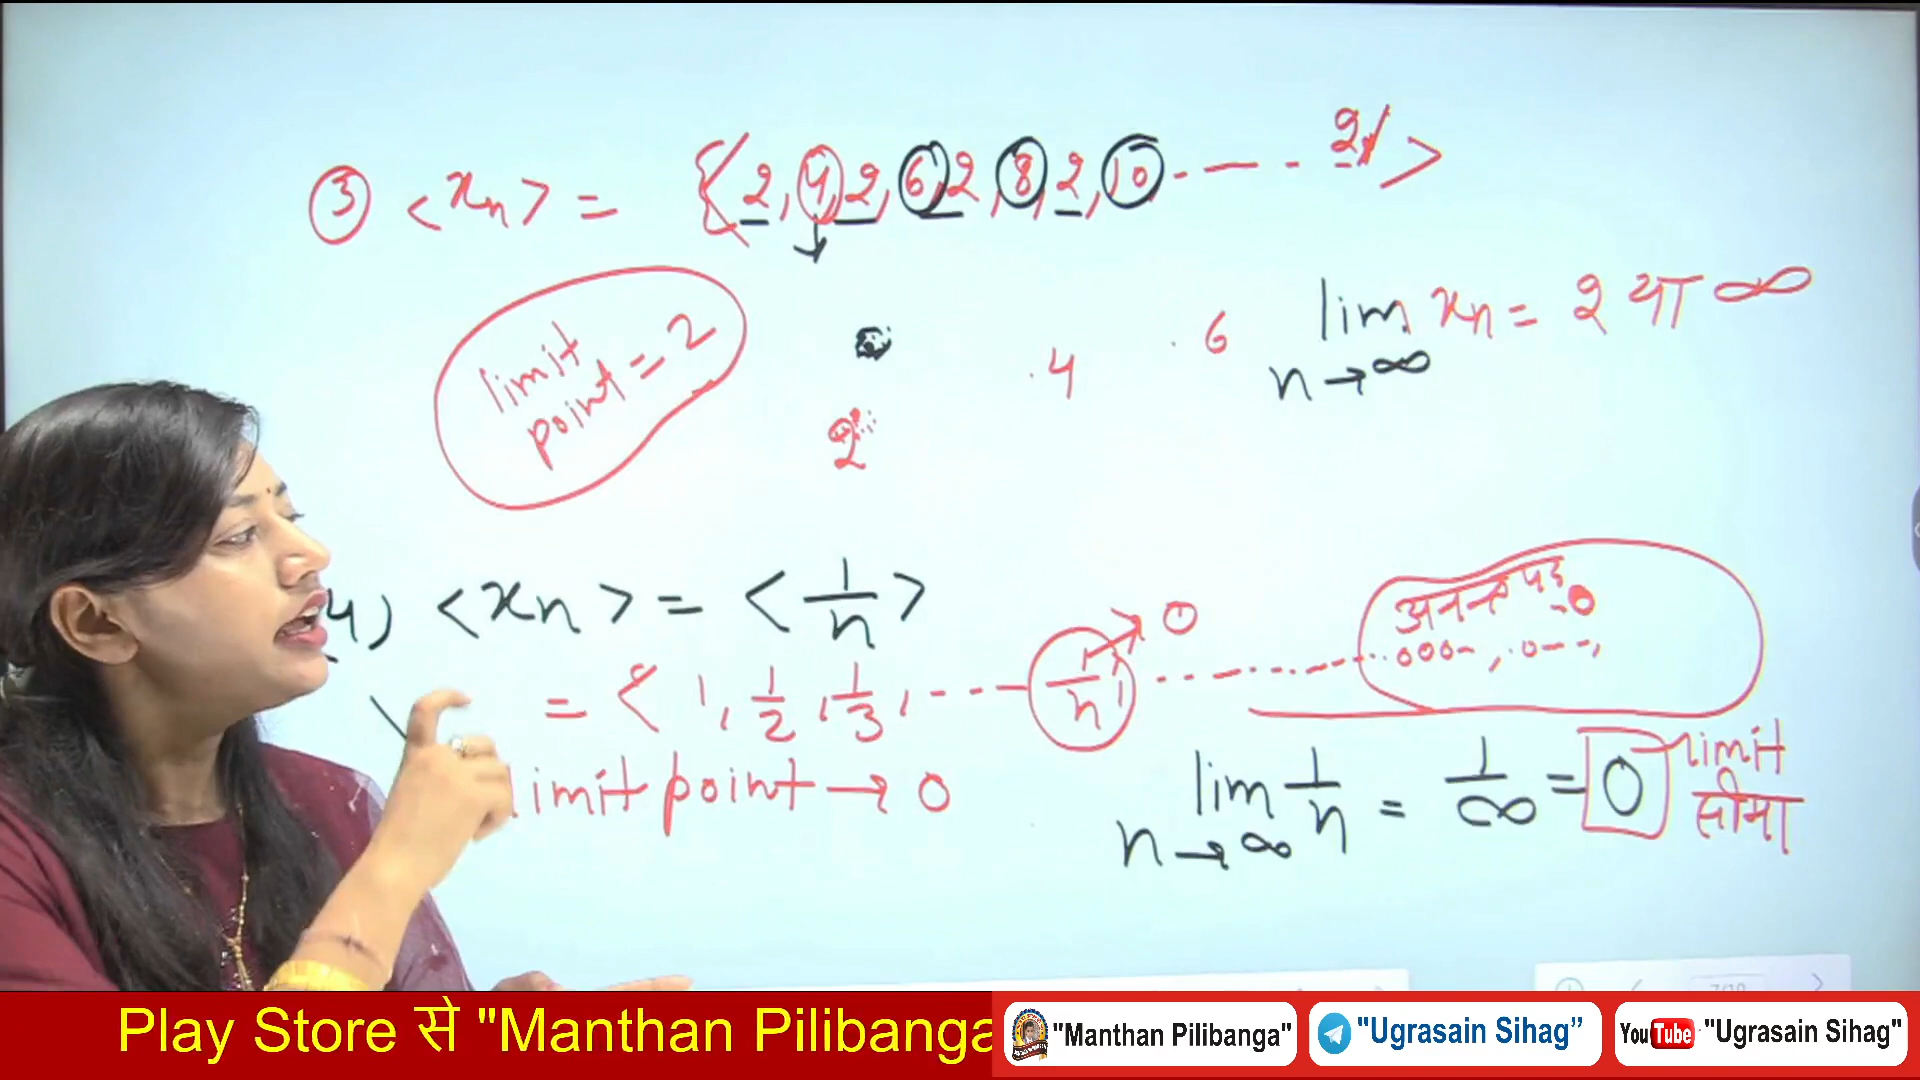 ③ <xn> = {<2, 4, 2, 6, 2, 8, 2, 10 ---- 2 >
limit point = 2
2
. 4
. 6
lim xn = 2 या ∞
n→∞
4) <xn> = <1/n>
= < 1, 1/2, 1/3, --- 1/n ........ 
→ 0
अनन्त पद - 0
limit point → 0
lim 1/n = 1/∞ = 0
n→∞
limit
सीमा
Play Store से "Manthan Pilibanga
"Manthan Pilibanga"
"Ugrasain Sihag”
YouTube "Ugrasain Sihag"